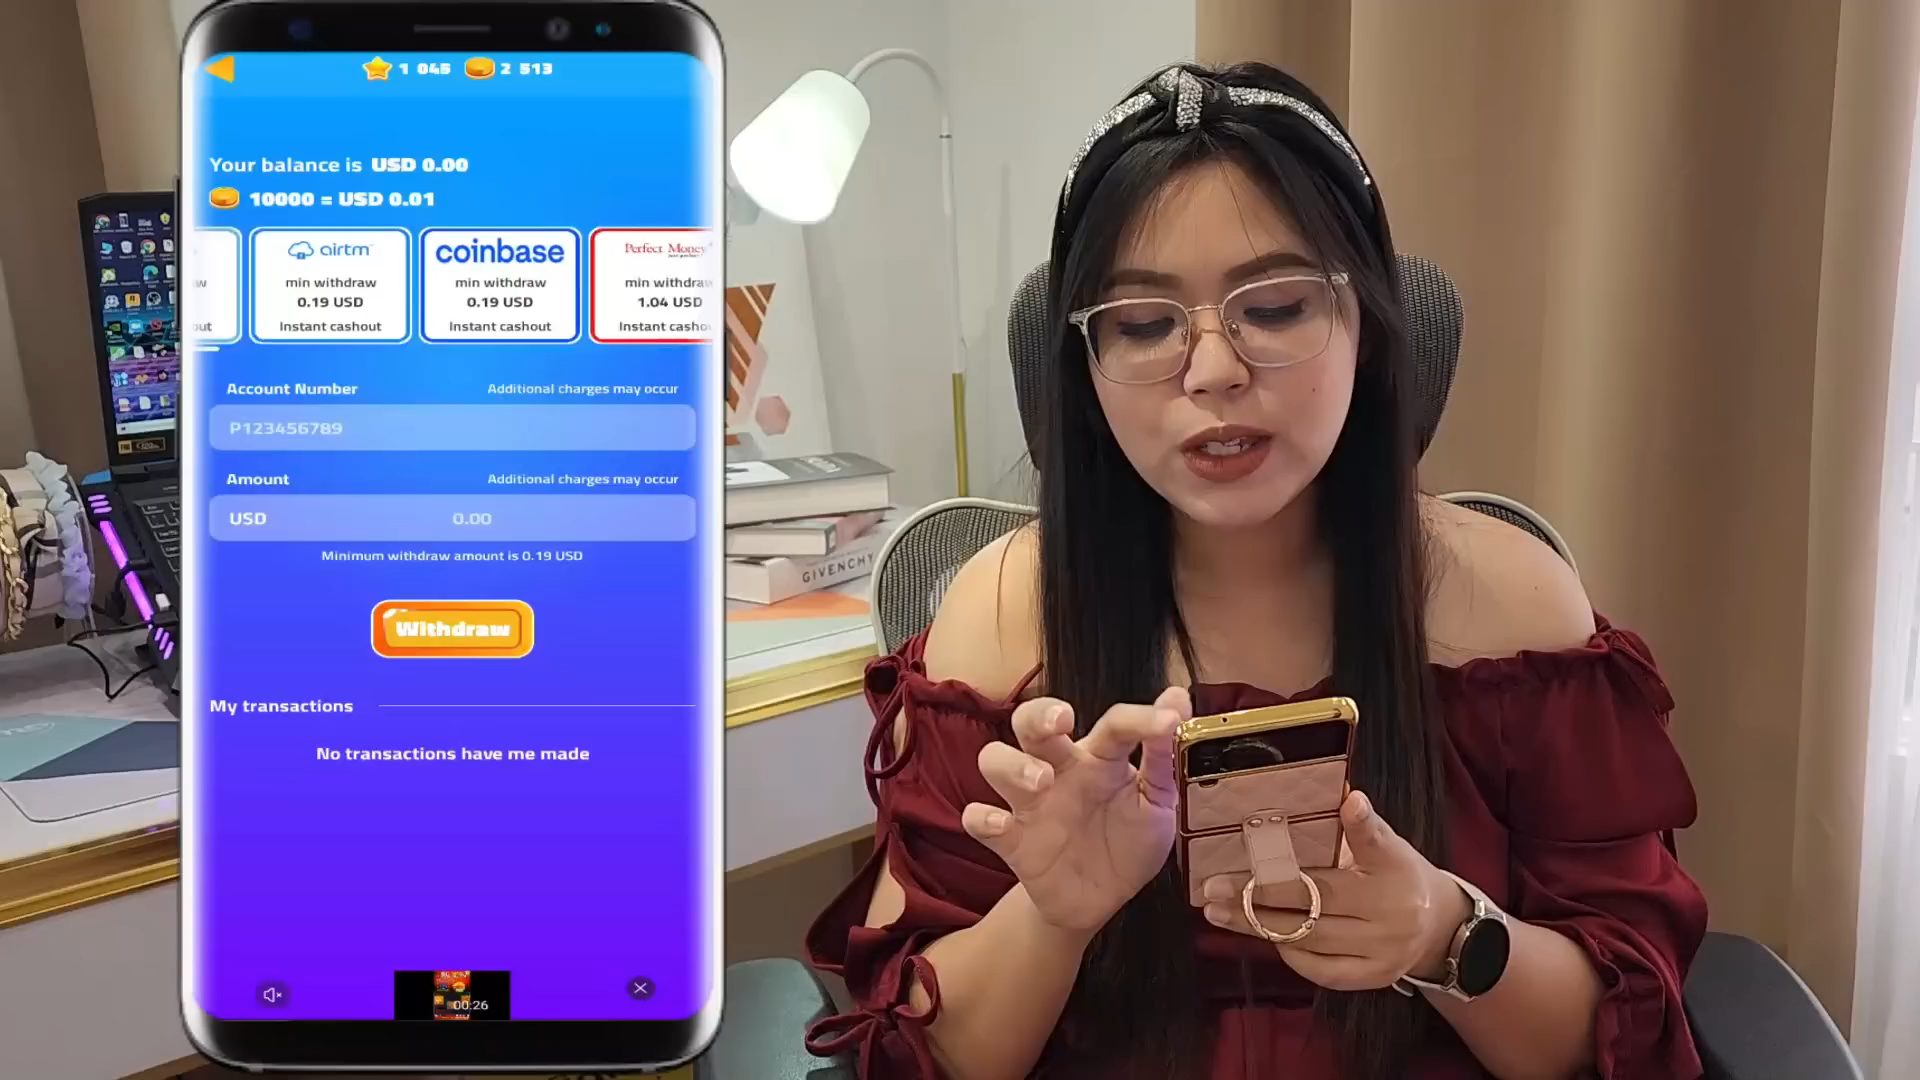 1 045 2 513
Your balance is USD 0.00
10000 = USD 0.01
airtm
min withdraw
0.19 USD
Instant cashout
coinbase
min withdraw
0.19 USD
Instant cashout
Perfect Money
min withdraw
1.04 USD
Instant casho
w
out
Account Number Additional charges may occur
P123456789
Amount Additional charges may occur
USD 0.00
Minimum withdraw amount is 0.19 USD
Withdraw
My transactions
No transactions have me made
00:26
GIVENCHY